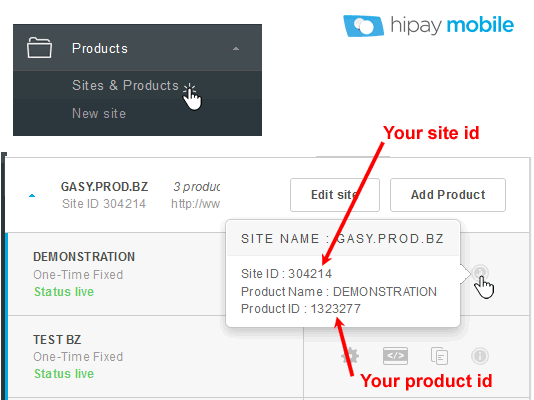 hipay mobile
Products
Sites & Products
New site
Your site id
GASY.PROD.BZ
3 produc
Edit site
Add Product
Site ID 304214
http://ww
SITE NAME : GASY.PROD.BZ
DEMONSTRATION
One-Time Fixed
Status live
Site ID : 304214
Product Name : DEMONSTRATION
Product ID : 1323277
TEST BZ
One-Time Fixed
Status live
Your product id